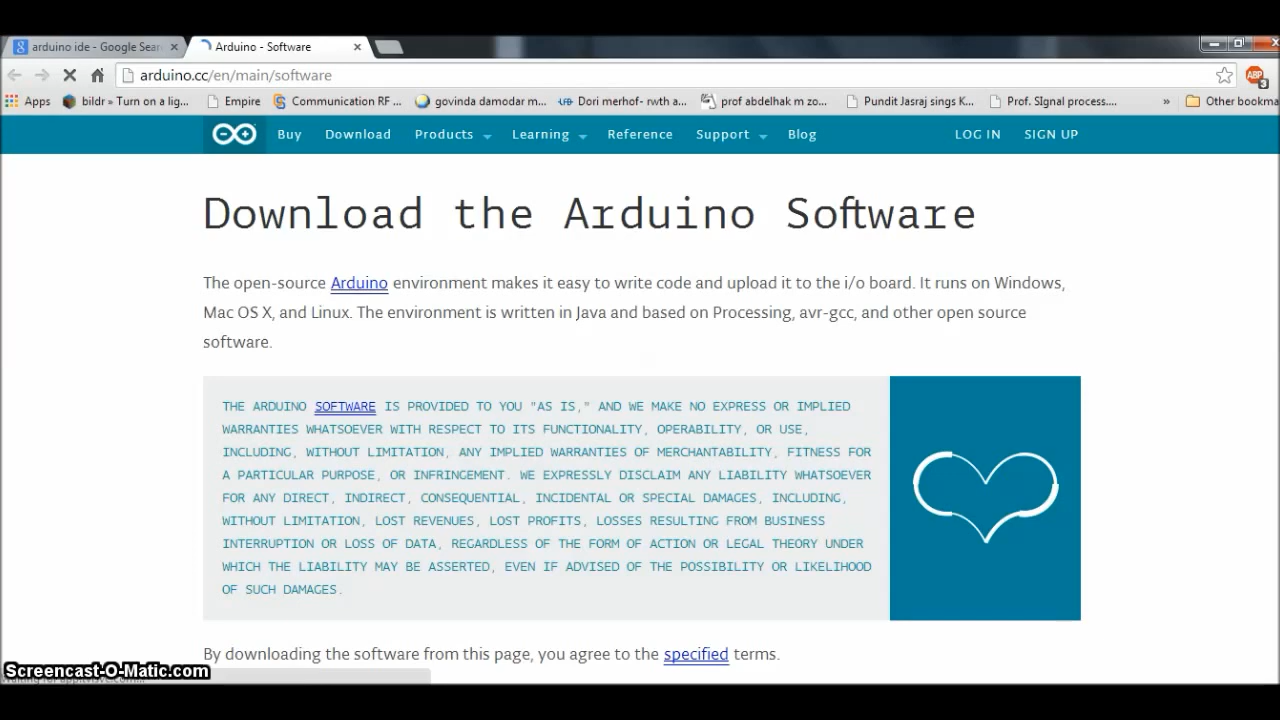 arduino ide - Google Sear
Arduino - Software
arduino.cc/en/main/software
Apps
bildr » Turn on a lig...
Empire
Communication RF ...
govinda damodar m...
Dori merhof- rwth a...
prof abdelhak m zo...
Pundit Jasraj sings K...
Prof. SIgnal process....
»
Other bookma
ABP
3
Buy
Download
Products
Learning
Reference
Support
Blog
LOG IN
SIGN UP
Download the Arduino Software
The open-source Arduino environment makes it easy to write code and upload it to the i/o board. It runs on Windows,
Mac OS X, and Linux. The environment is written in Java and based on Processing, avr-gcc, and other open source
software.
THE ARDUINO SOFTWARE IS PROVIDED TO YOU "AS IS," AND WE MAKE NO EXPRESS OR IMPLIED
WARRANTIES WHATSOEVER WITH RESPECT TO ITS FUNCTIONALITY, OPERABILITY, OR USE,
INCLUDING, WITHOUT LIMITATION, ANY IMPLIED WARRANTIES OF MERCHANTABILITY, FITNESS FOR
A PARTICULAR PURPOSE, OR INFRINGEMENT. WE EXPRESSLY DISCLAIM ANY LIABILITY WHATSOEVER
FOR ANY DIRECT, INDIRECT, CONSEQUENTIAL, INCIDENTAL OR SPECIAL DAMAGES, INCLUDING,
WITHOUT LIMITATION, LOST REVENUES, LOST PROFITS, LOSSES RESULTING FROM BUSINESS
INTERRUPTION OR LOSS OF DATA, REGARDLESS OF THE FORM OF ACTION OR LEGAL THEORY UNDER
WHICH THE LIABILITY MAY BE ASSERTED, EVEN IF ADVISED OF THE POSSIBILITY OR LIKELIHOOD
OF SUCH DAMAGES.
By downloading the software from this page, you agree to the specified terms.
Screencast-O-Matic.com